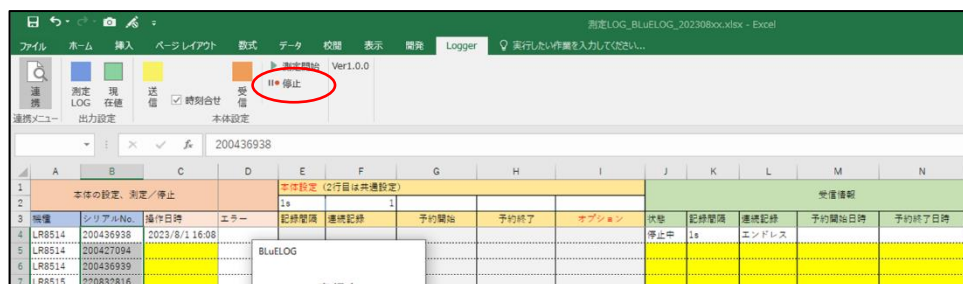 測定LOG_BLuELOG_202308xx.xlsx - Excel
ファイル ホーム 挿入 ページ レイアウト 数式 データ 校閲 表示 開発 Logger 実行したい作業を入力してください...
連携 測定LOG 現在値 送信 時刻合せ 受信 測定開始 Ver1.0.0
停止
連携メニュー 出力設定 本体設定
200436938
A B C D E F G H I J K L M N
1 本体の設定、測定/停止 本体設定 (2行目は共通設定) 受信情報
2 1s 1
3 機種 シリアルNo. 操作日時 エラー 記録間隔 連続記録 予約開始 予約終了 オプション 状態 記録間隔 連続記録 予約開始日時 予約終了日時
4 LR8514 200436938 2023/8/1 16:08 停止中 1s エンドレス
5 LR8514 200427094 BLuELOG
6 LR8514 200436939
7 LR8515 220832816